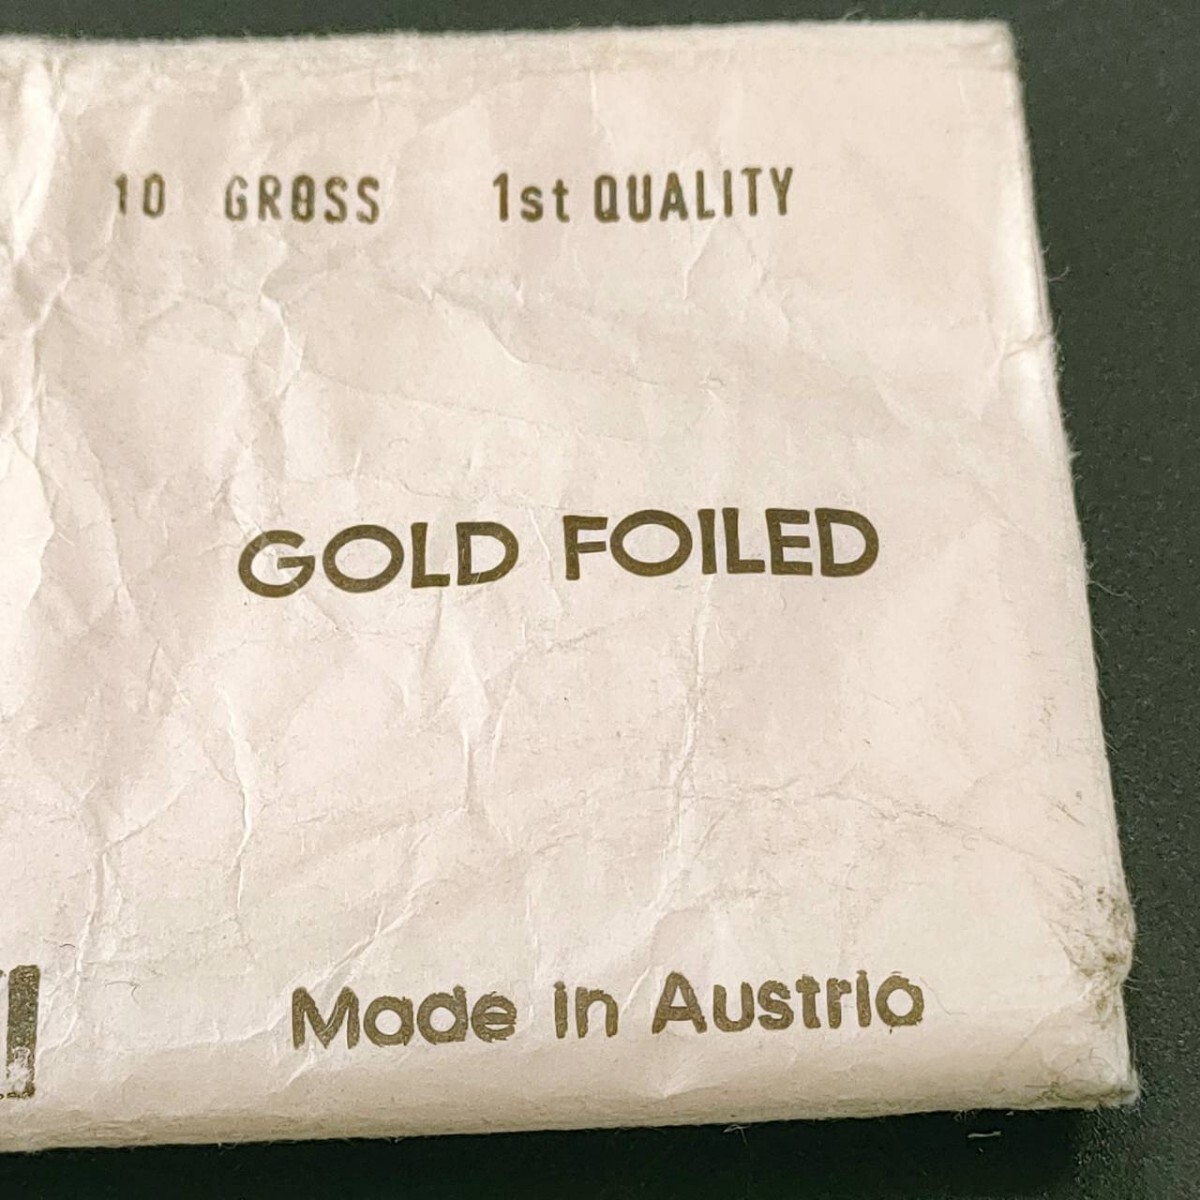 10 GROSS 1st QUALITY
GOLD FOILED
Made in Austria